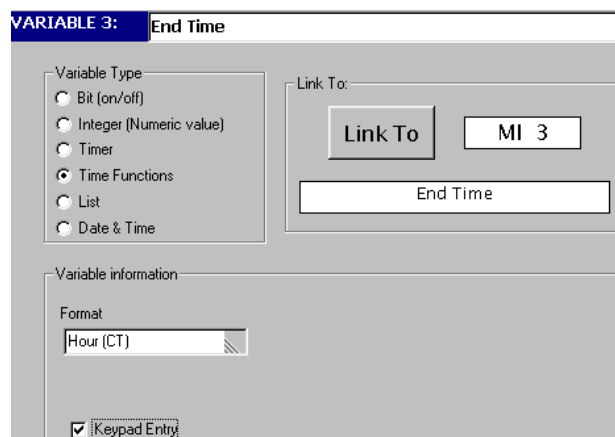 VARIABLE 3: End Time
Variable Type
Bit (on/off)
Integer (Numeric value)
Timer
Time Functions
List
Date & Time
Link To:
Link To MI 3
End Time
Variable information
Format
Hour (CT)
Keypad Entry